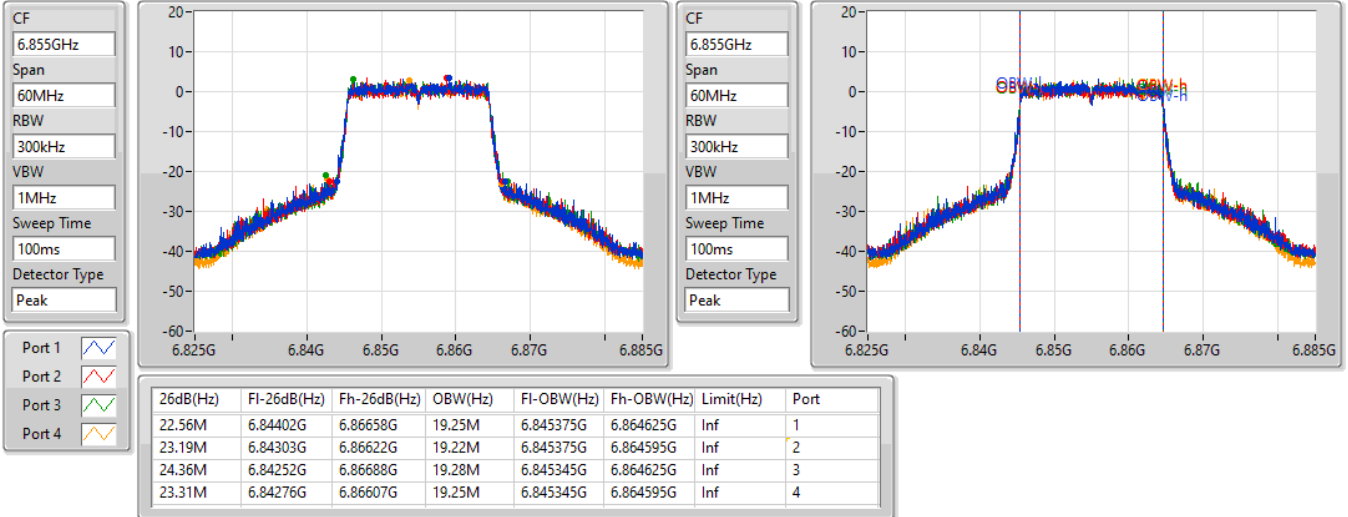 CF
6.855GHz
Span
60MHz
RBW
300kHz
VBW
1MHz
Sweep Time
100ms
Detector Type
Peak
20
10
0
-10
-20
-30
-40
-50
-60
6.825G 6.84G 6.85G 6.86G 6.87G 6.885G
CF
6.855GHz
Span
60MHz
RBW
300kHz
VBW
1MHz
Sweep Time
100ms
Detector Type
Peak
20
10
0
-10
-20
-30
-40
-50
-60
OBW-h
6.825G 6.84G 6.85G 6.86G 6.87G 6.885G
Port 1
Port 2
Port 3
Port 4
26dB(Hz) Fl-26dB(Hz) Fh-26dB(Hz) OBW(Hz) Fl-OBW(Hz) Fh-OBW(Hz) Limit(Hz) Port
22.56M 6.84402G 6.86658G 19.25M 6.845375G 6.864625G Inf 1
23.19M 6.84303G 6.86622G 19.22M 6.845375G 6.864595G Inf 2
24.36M 6.84252G 6.86688G 19.28M 6.845345G 6.864625G Inf 3
23.31M 6.84276G 6.86607G 19.25M 6.845345G 6.864595G Inf 4